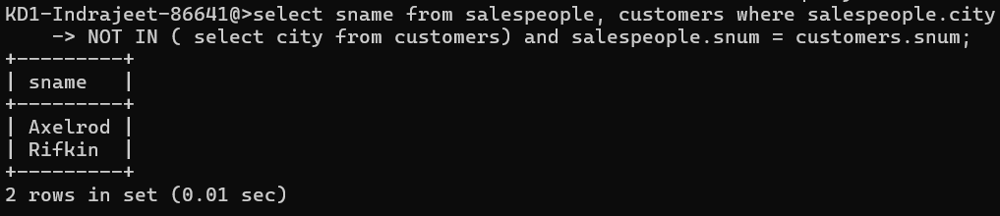 KD1-Indrajeet-86641@>select sname from salespeople, customers where salespeople.city
    -> NOT IN ( select city from customers) and salespeople.snum = customers.snum;
+---------+
| sname   |
+---------+
| Axelrod |
| Rifkin  |
+---------+
2 rows in set (0.01 sec)